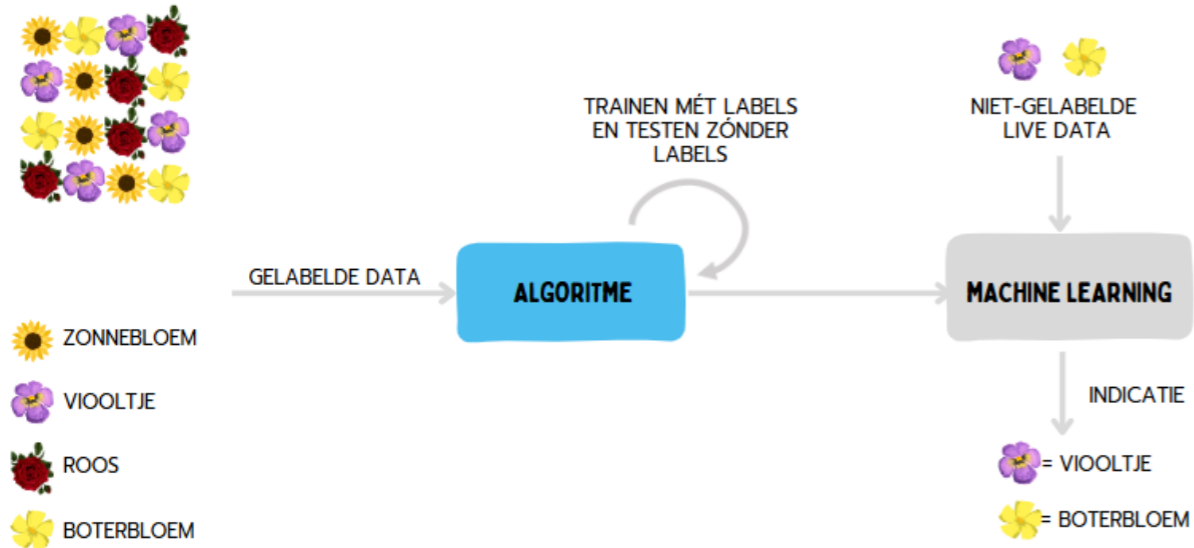 TRAINEN MÉT LABELS
EN TESTEN ZÓNDER
LABELS
NIET-GELABELDE
LIVE DATA
GELABELDE DATA
ALGORITME
MACHINE LEARNING
ZONNEBLOEM
VIOOLTJE
ROOS
BOTERBLOEM
INDICATIE
= VIOOLTJE
= BOTERBLOEM